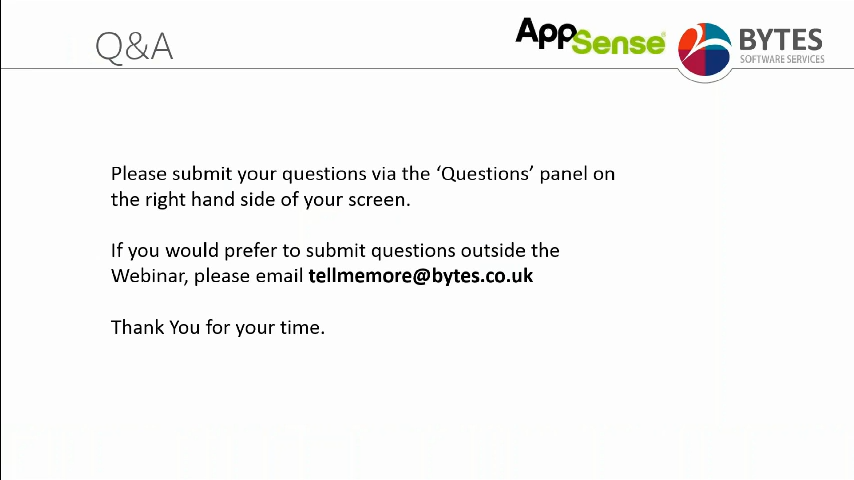 Q&A
AppSense
BYTES
SOFTWARE SERVICES
Please submit your questions via the ‘Questions’ panel on
the right hand side of your screen.
If you would prefer to submit questions outside the
Webinar, please email tellmemore@bytes.co.uk
Thank You for your time.